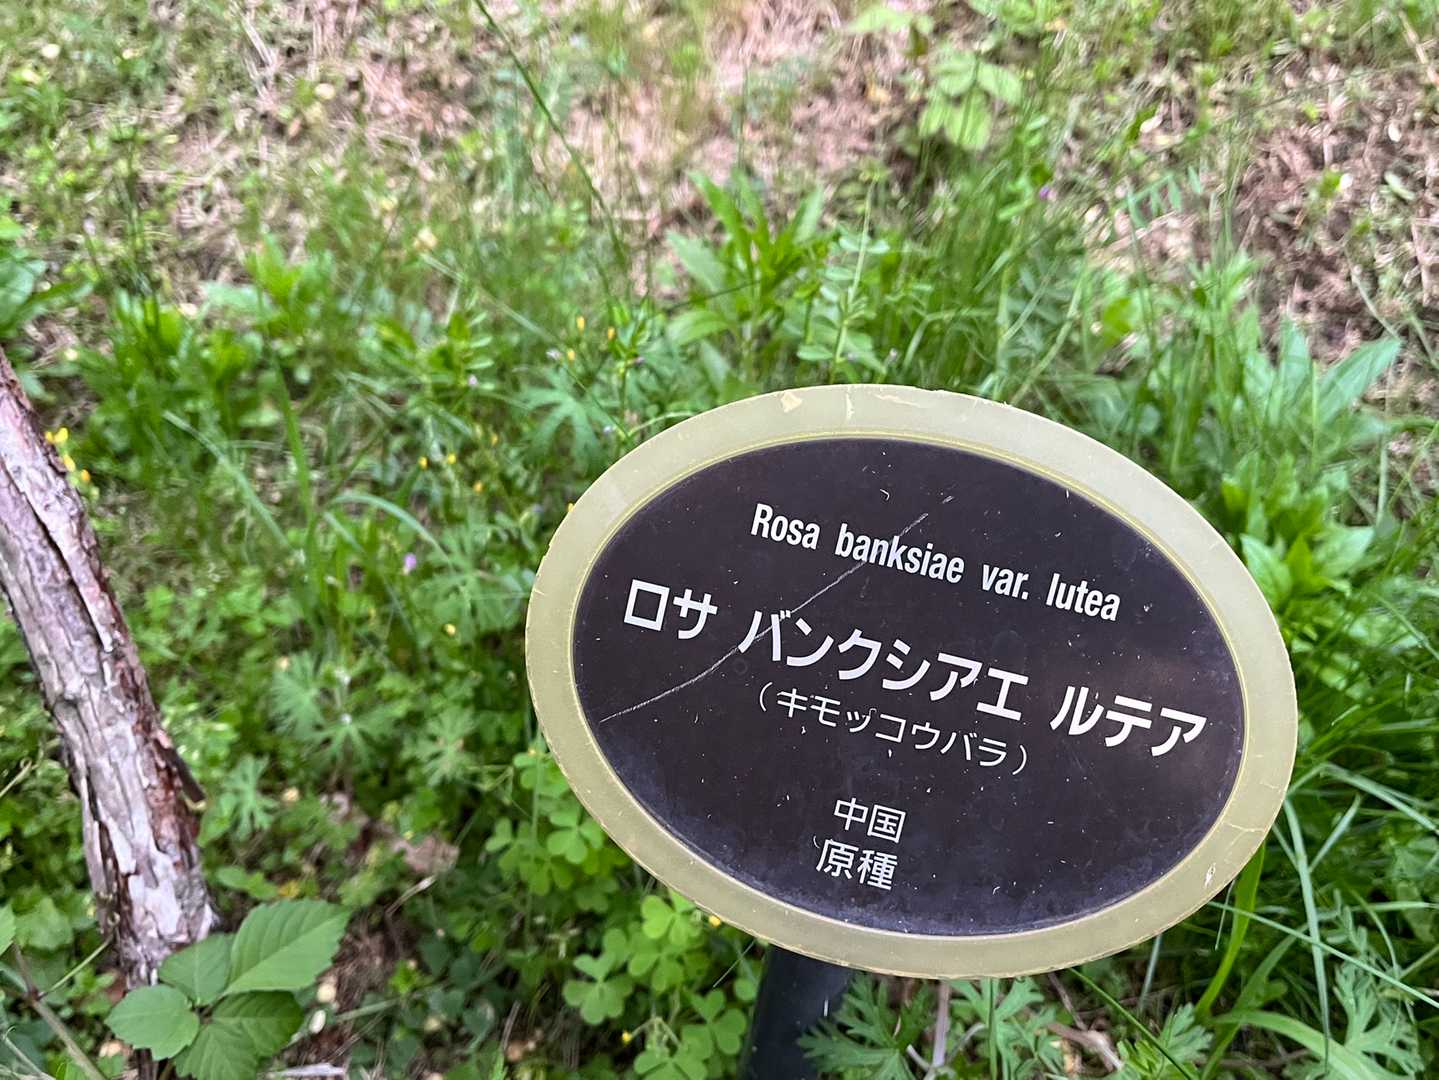 Rosa banksiae var. lutea
ロサ バンクシアエ ルテア
（キモッコウバラ）
中国
原種